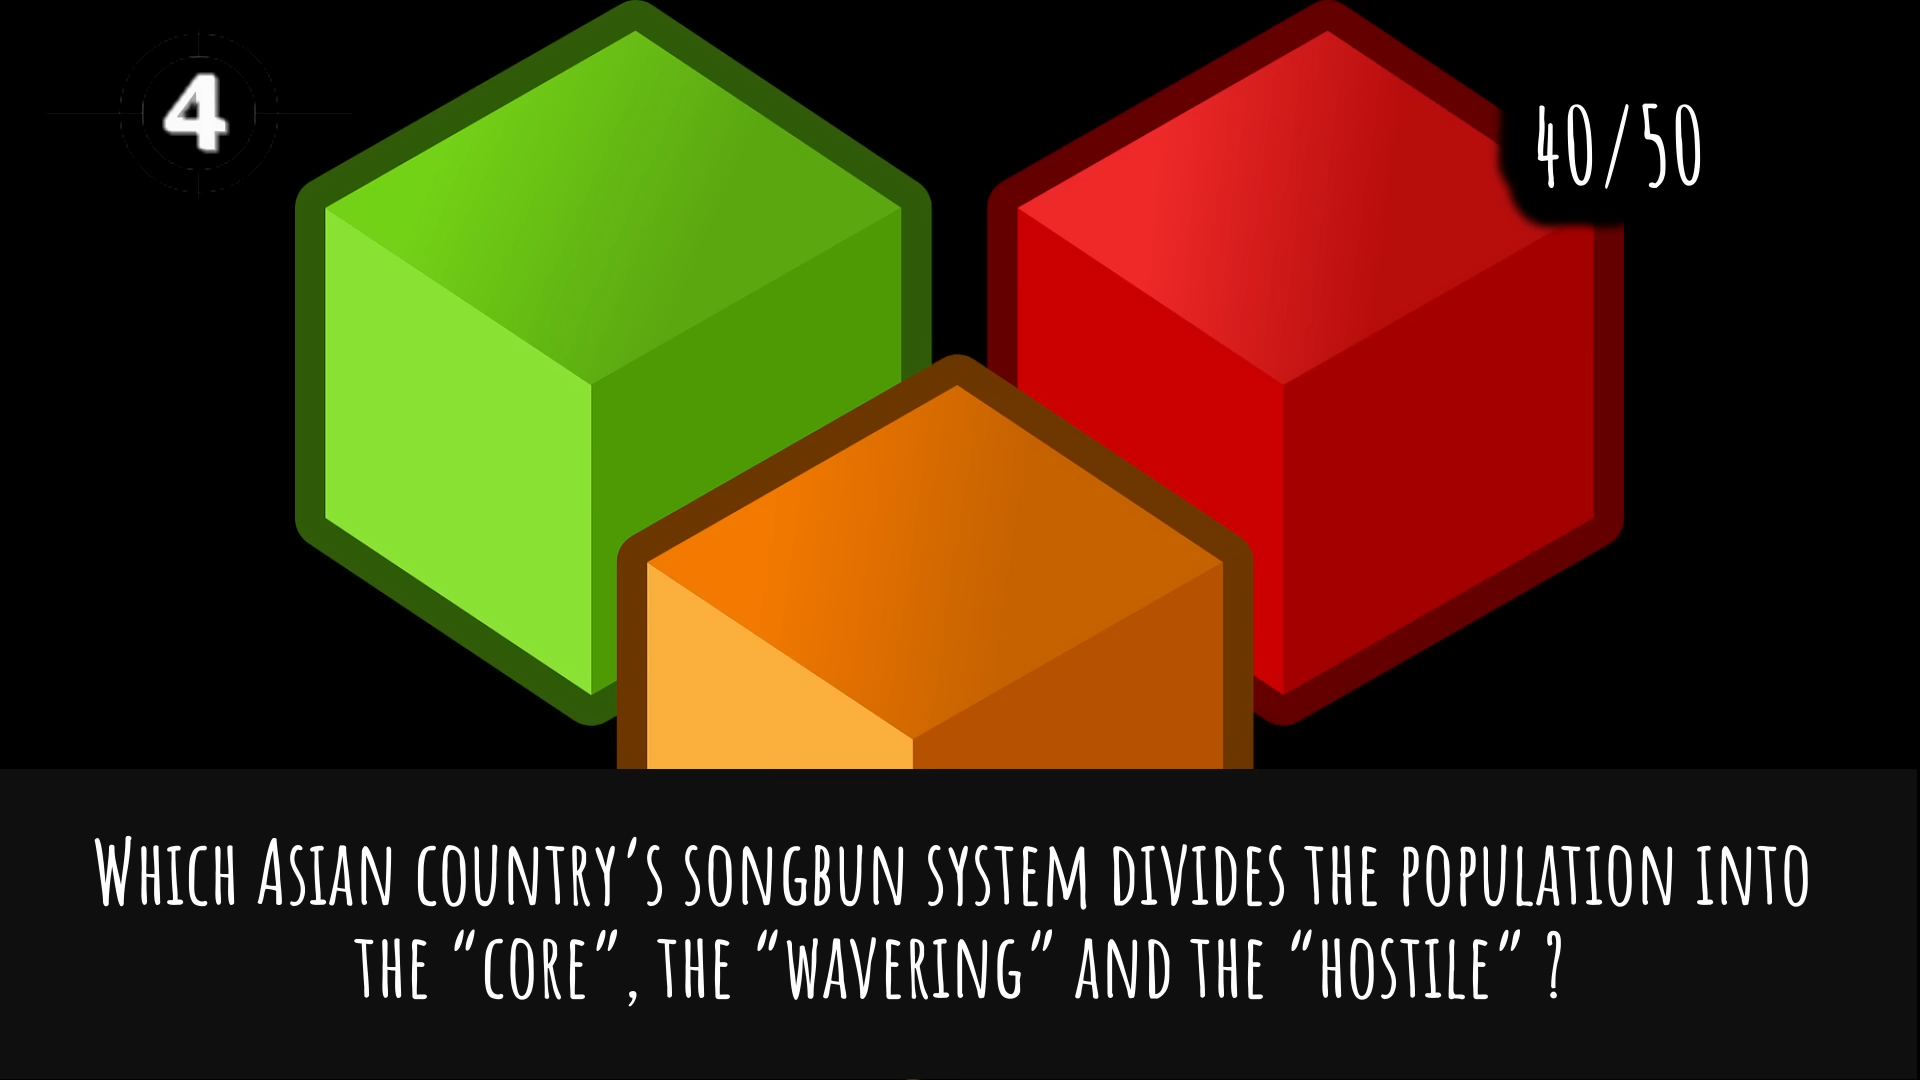 4
40/50
Which Asian country's songbun system divides the population into
the “core”, the “wavering” and the “hostile” ?